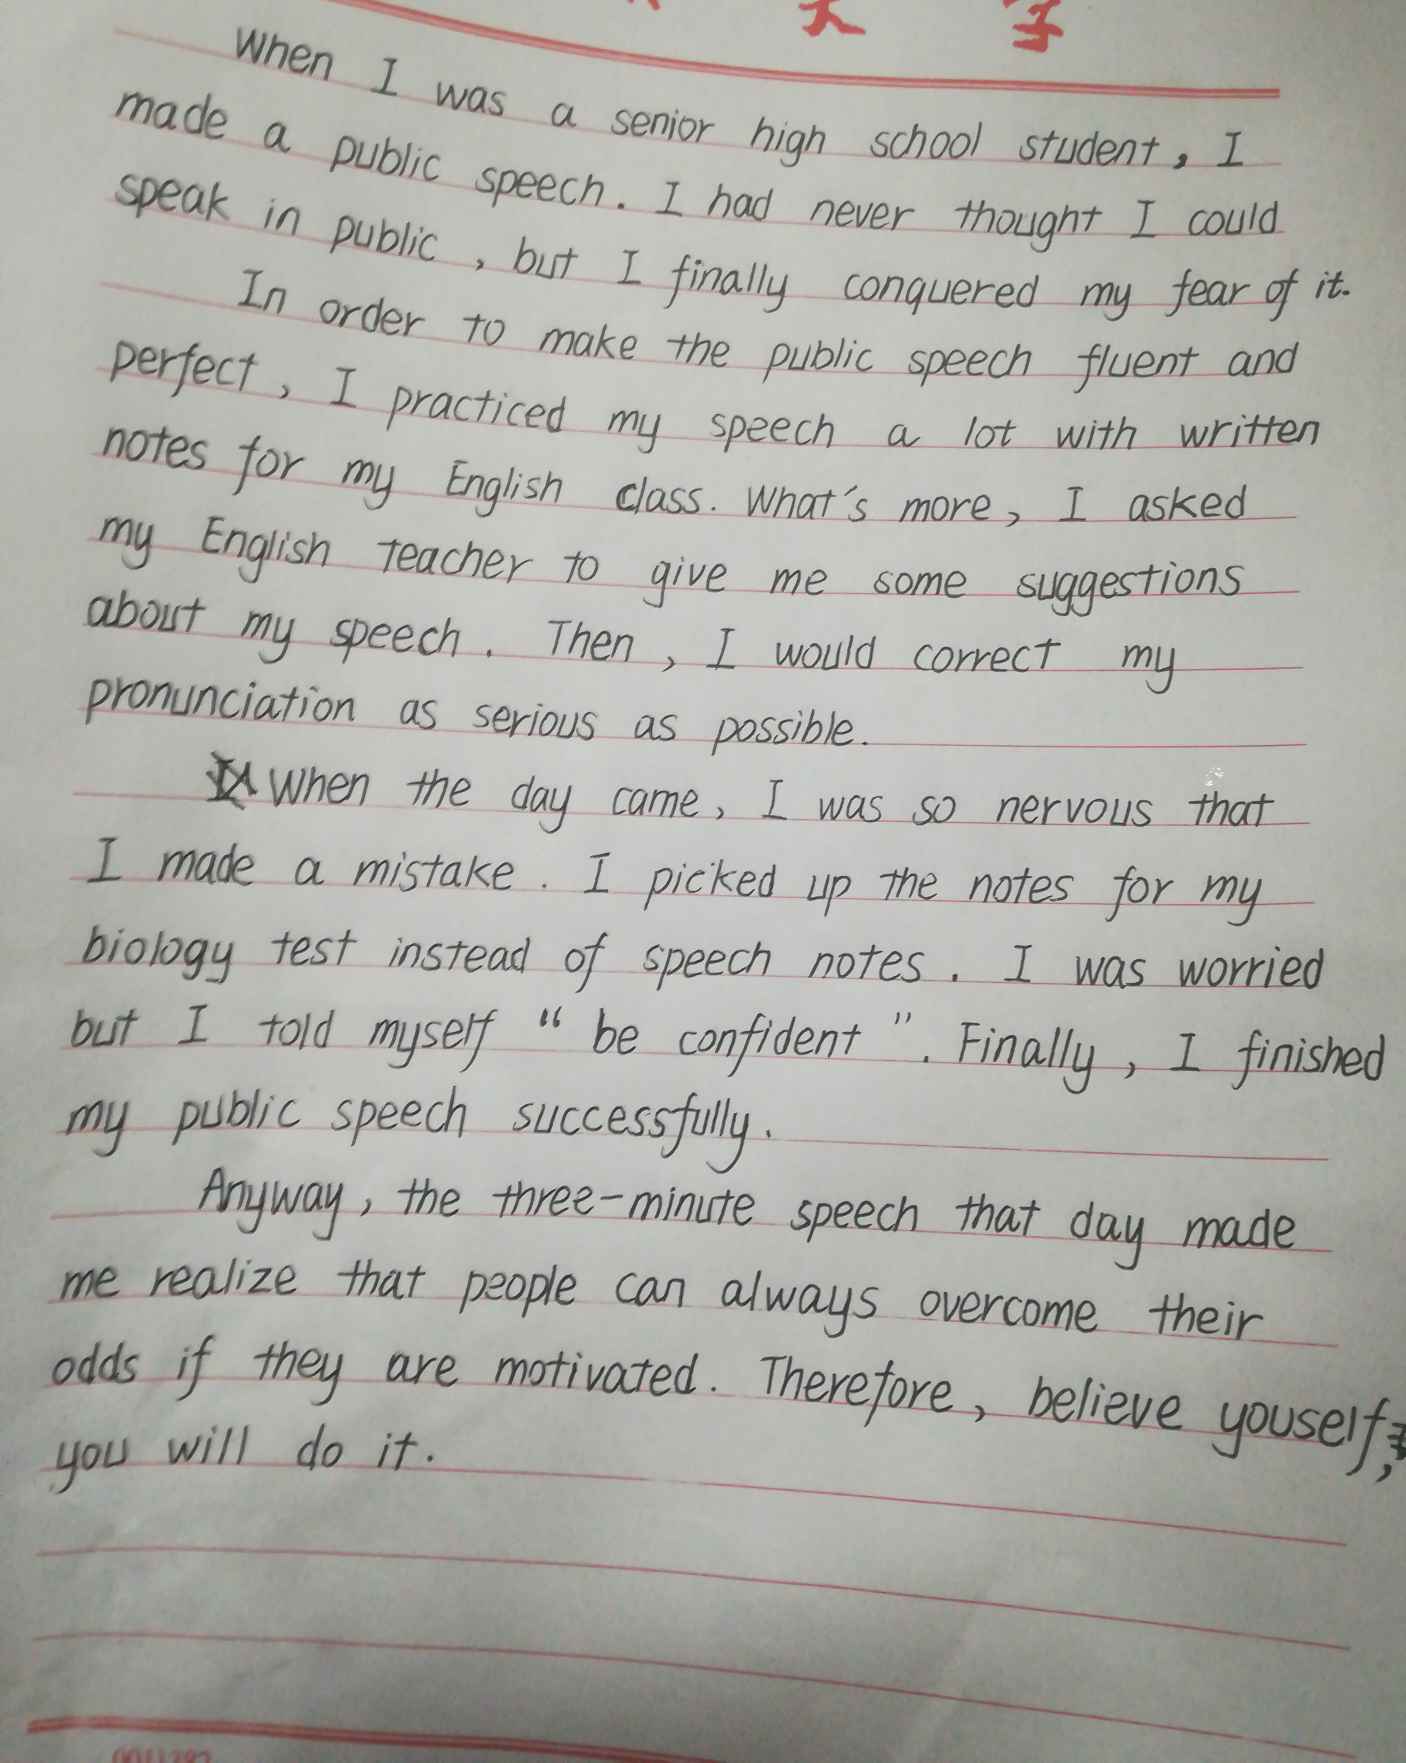 大 学
When I was a senior high school student, I
made a public speech. I had never thought I could
speak in public, but I finally conquered my fear of it.
In order to make the public speech fluent and
perfect, I practiced my speech a lot with written
notes for my English class. What's more, I asked
my English teacher to give me some suggestions
about my speech. Then, I would correct my
pronunciation as serious as possible.
When the day came, I was so nervous that
I made a mistake. I picked up the notes for my
biology test instead of speech notes. I was worried
but I told myself “be confident”. Finally, I finished
my public speech successfully.
Anyway, the three-minute speech that day made
me realize that people can always overcome their
odds if they are motivated. Therefore, believe youself,
you will do it.